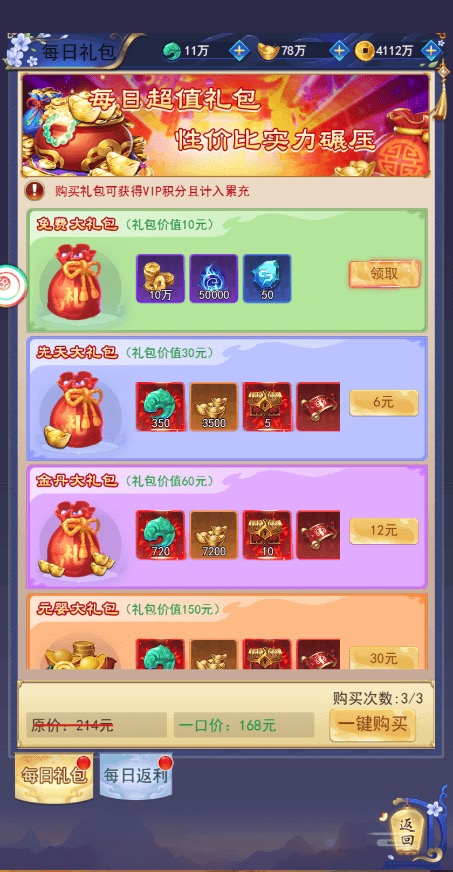 每日礼包
11万
78万
4112万
每日超值礼包
性价比实力碾压
购买礼包可获得VIP积分且计入累充
免费大礼包（礼包价值10元）
10万
50000
50
领取
先天大礼包（礼包价值30元）
350
3500
5
6元
金丹大礼包（礼包价值60元）
720
7200
10
12元
元婴大礼包（礼包价值150元）
30元
购买次数:3/3
原价：214元
一口价：168元
一键购买
每日礼包
每日返利
返回